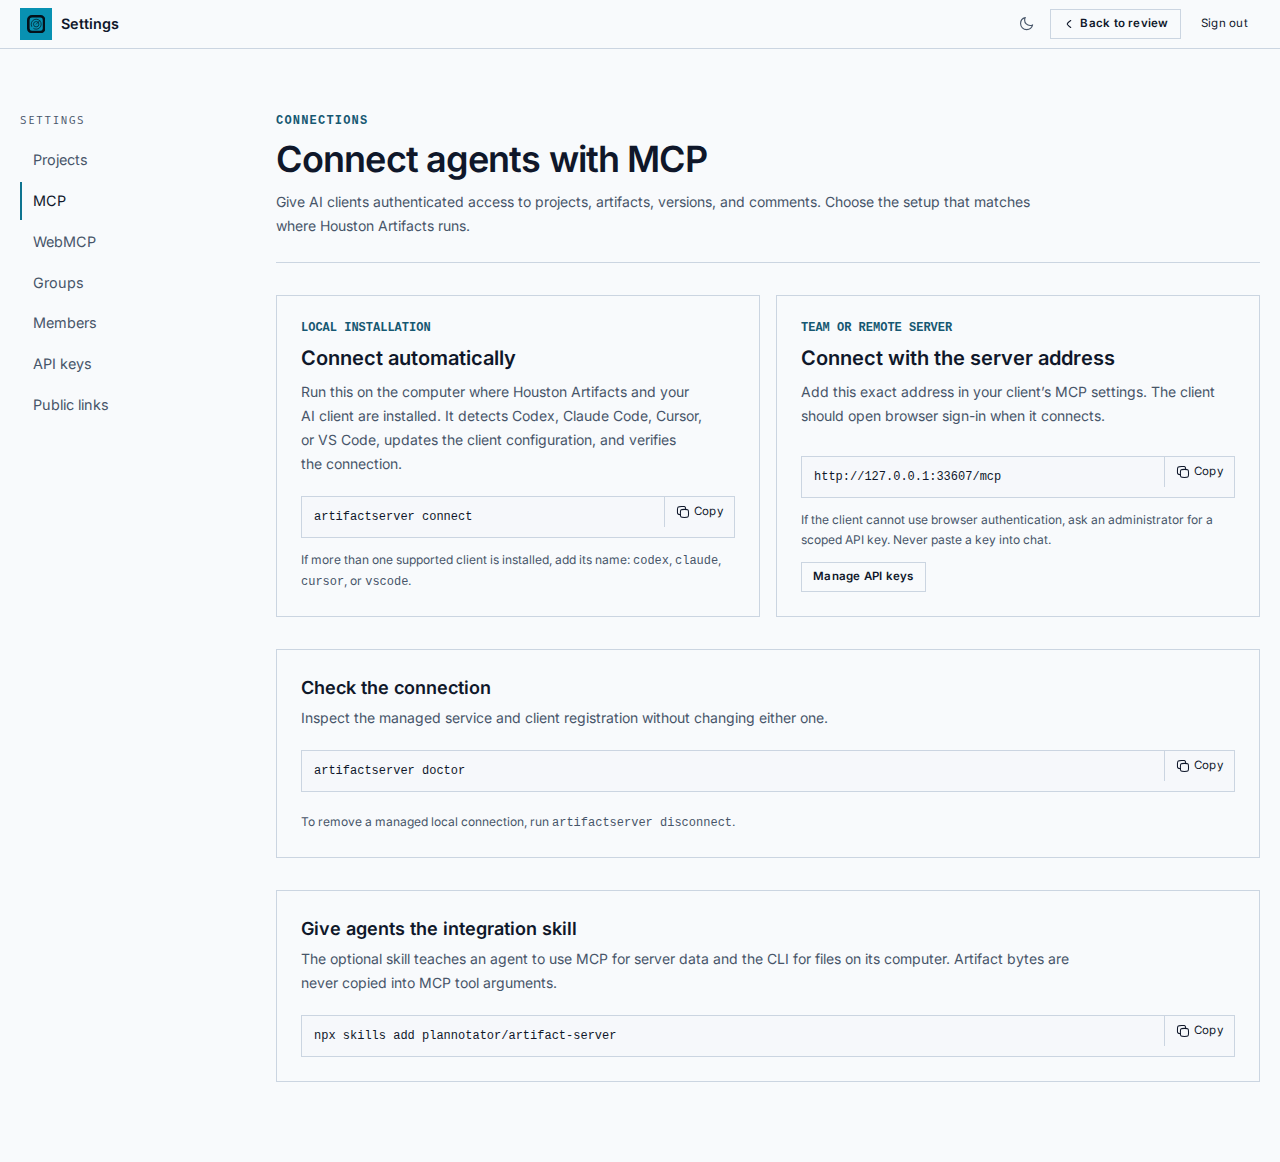 Settings
Back to review
Sign out
SETTINGS
Projects
MCP
WebMCP
Groups
Members
API keys
Public links
CONNECTIONS
Connect agents with MCP
Give AI clients authenticated access to projects, artifacts, versions, and comments. Choose the setup that matches
where Houston Artifacts runs.
LOCAL INSTALLATION
Connect automatically
Run this on the computer where Houston Artifacts and your
AI client are installed. It detects Codex, Claude Code, Cursor,
or VS Code, updates the client configuration, and verifies
the connection.
artifactserver connect
Copy
If more than one supported client is installed, add its name: codex, claude,
cursor, or vscode.
TEAM OR REMOTE SERVER
Connect with the server address
Add this exact address in your client’s MCP settings. The client
should open browser sign-in when it connects.
http://127.0.0.1:33607/mcp
Copy
If the client cannot use browser authentication, ask an administrator for a
scoped API key. Never paste a key into chat.
Manage API keys
Check the connection
Inspect the managed service and client registration without changing either one.
artifactserver doctor
Copy
To remove a managed local connection, run artifactserver disconnect.
Give agents the integration skill
The optional skill teaches an agent to use MCP for server data and the CLI for files on its computer. Artifact bytes are
never copied into MCP tool arguments.
npx skills add plannotator/artifact-server
Copy